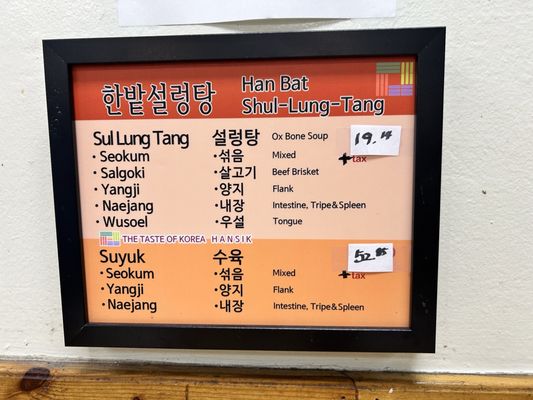 한밭설렁탕 Han Bat
Shul-Lung-Tang
Sul Lung Tang 설렁탕 Ox Bone Soup 19.14
• Seokum •섞음 Mixed +tax
• Salgoki •살고기 Beef Brisket
• Yangji •양지 Flank
• Naejang •내장 Intestine, Tripe&Spleen
• Wusoel •우설 Tongue
THE TASTE OF KOREA HANSIK
Suyuk 수육 52.85
• Seokum •섞음 Mixed +tax
• Yangji •양지 Flank
• Naejang •내장 Intestine, Tripe&Spleen